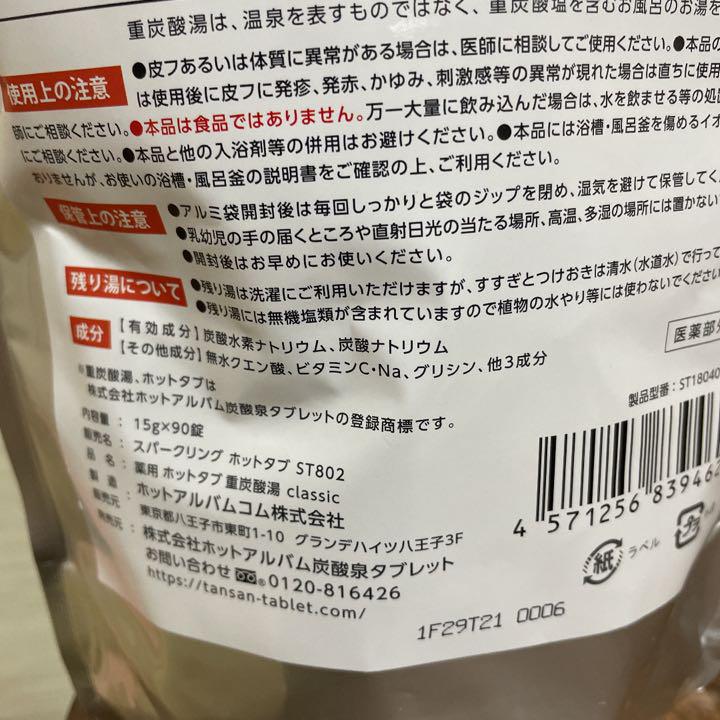 重炭酸湯は、温泉を表すものではなく、重炭酸塩を含むお風呂のお湯を
使用上の注意
●皮フあるいは体質に異常がある場合は、医師に相談してご使用ください。●本品の
は使用後に皮フに発疹、発赤、かゆみ、刺激感等の異常が現れた場合は直ちに使用
師にご相談ください。●本品は食品ではありません。万一大量に飲み込んだ場合は、水を飲ませる等の処
にご相談ください。●本品と他の入浴剤等の併用はお避けください。●本品には浴槽・風呂釜を傷めるイオ
おりませんが、お使いの浴槽・風呂釜の説明書をご確認の上、ご利用ください。
保管上の注意
●アルミ袋開封後は毎回しっかりと袋のジップを閉め、湿気を避けて保管してく
●乳幼児の手の届くところや直射日光の当たる場所、高温、多湿の場所には置かない
●開封後はお早めにお使いください。
残り湯について
●残り湯は洗濯にご利用いただけますが、すすぎとつけおきは清水(水道水)で行って
●残り湯には無機塩類が含まれていますので植物の水やり等には使わないでください
成分
【有効成分】炭酸水素ナトリウム、炭酸ナトリウム
【その他成分】無水クエン酸、ビタミンC・Na、グリシン、他3成分
医薬部外
※重炭酸湯、ホットタブは
株式会社ホットアルバム炭酸泉タブレットの登録商標です。
製品型番:ST18040
内容量:15g×90錠
販売名:スパークリング ホットタブ ST802
品名:薬用 ホットタブ 重炭酸湯 classic
製造
販売元:ホットアルバムコム株式会社
東京都八王子市東町1-10 グランデハイツ八王子3F
発売元:株式会社ホットアルバム炭酸泉タブレット
お問い合わせ 0120-816426
https://tansan-tablet.com/
4 571256 83946
紙
ラベル
1F29T21 0006